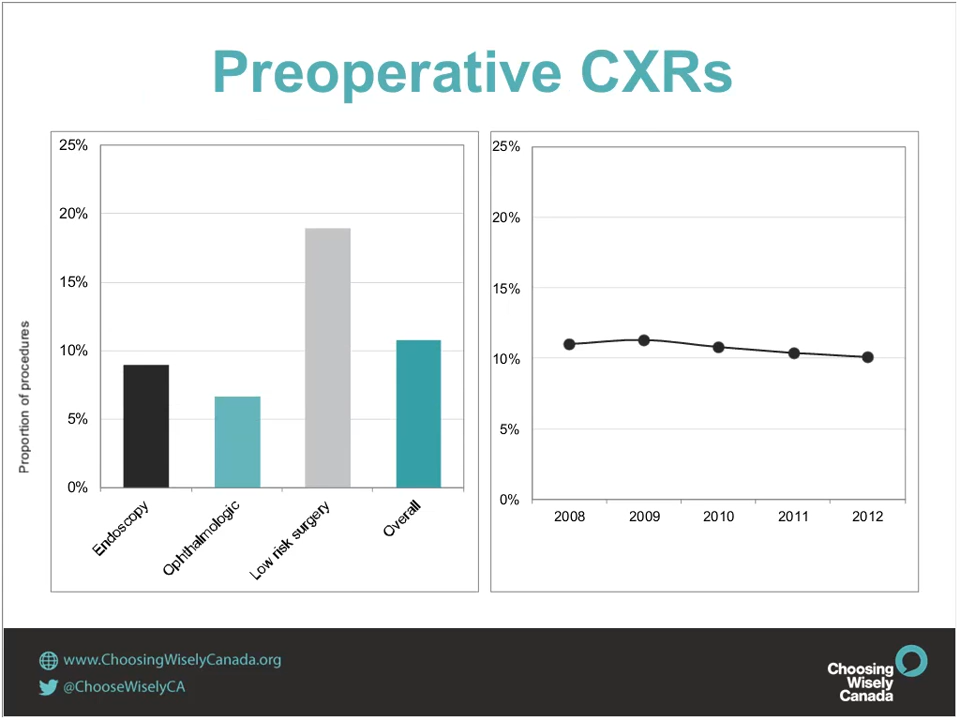 Preoperative CXRs
Proportion of procedures
25%
20%
15%
10%
5%
0%
Endoscopy
Ophthalmologic
Low risk surgery
Overall
25%
20%
15%
10%
5%
0%
2008 2009 2010 2011 2012
www.ChoosingWiselyCanada.org
@ChooseWiselyCA
Choosing
Wisely
Canada